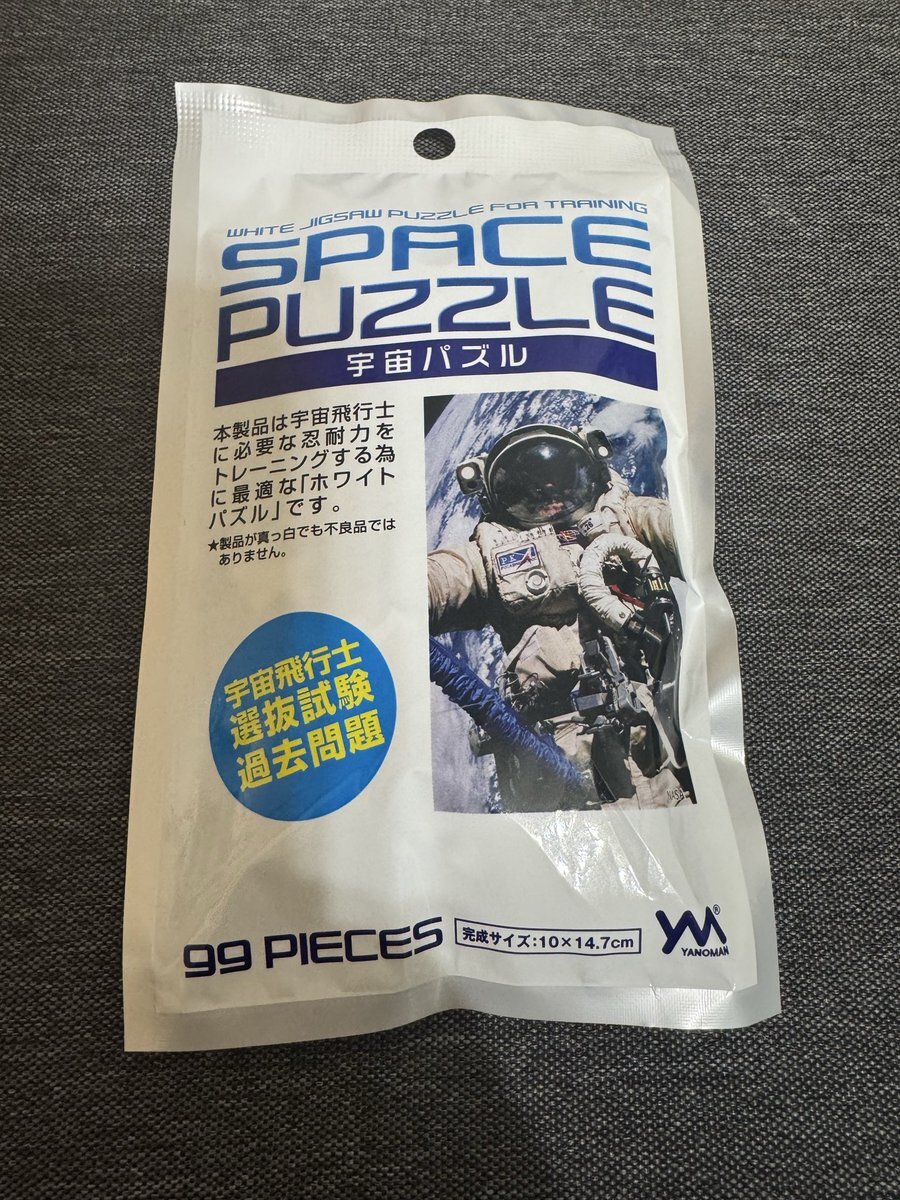 WHITE JIGSAW PUZZLE FOR TRAINING
SPACE
PUZZLE
宇宙パズル
本製品は宇宙飛行士
に必要な忍耐力を
トレーニングする為
に最適な「ホワイト
パズル」です。
★製品が真っ白でも不良品では
ありません。
宇宙飛行士
選抜試験
過去問題
NASA
99 PIECES
完成サイズ:10×14.7cm
YM®
YANOMAN